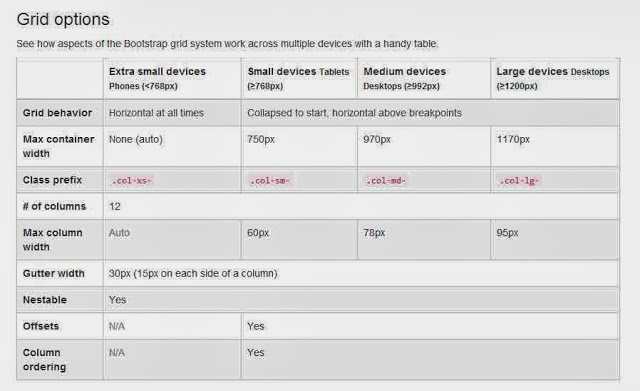 Grid options
See how aspects of the Bootstrap grid system work across multiple devices with a handy table.
Extra small devices Small devices Tablets Medium devices Large devices Desktops
Phones (<768px) (≥768px) Desktops (≥992px) (≥1200px)
Grid behavior Horizontal at all times Collapsed to start, horizontal above breakpoints
Max container None (auto) 750px 970px 1170px
width
Class prefix .col-xs- .col-sm- .col-md- .col-lg-
# of columns 12
Max column Auto 60px 78px 95px
width
Gutter width 30px (15px on each side of a column)
Nestable Yes
Offsets N/A Yes
Column N/A Yes
ordering